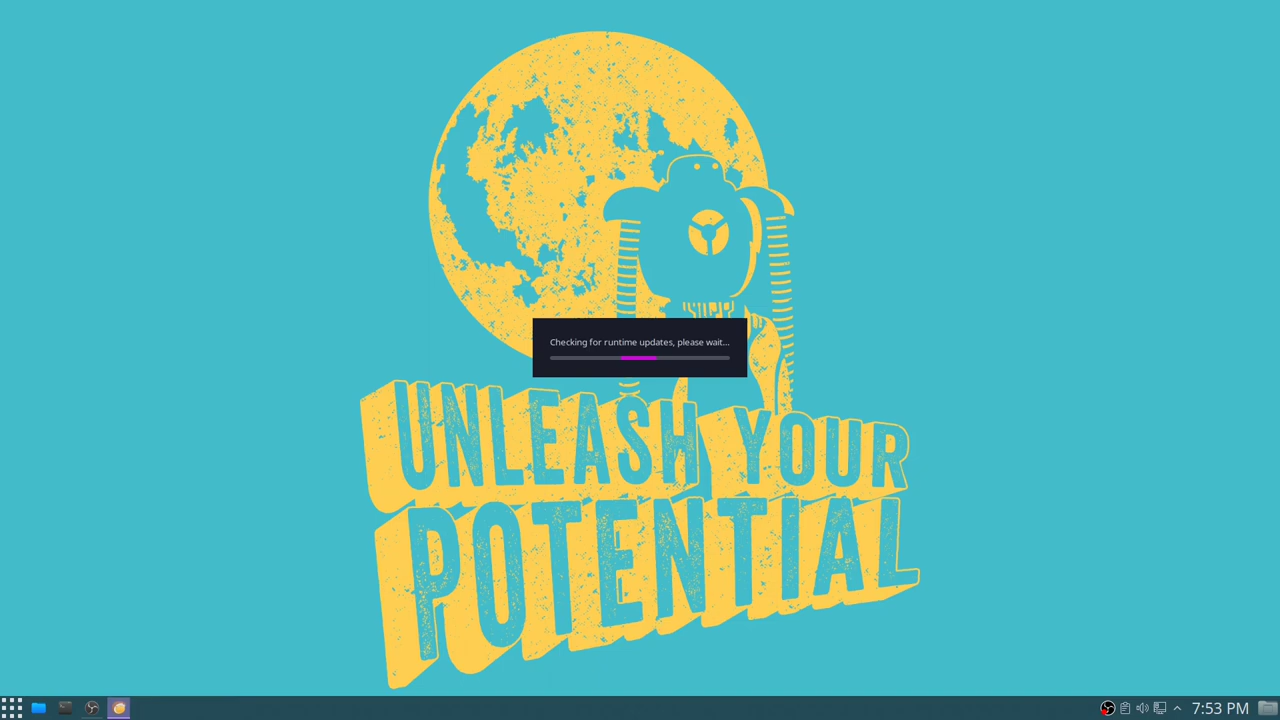 Checking for runtime updates, please wait...
UNLEASH YOUR
POTENTIAL
7:53 PM